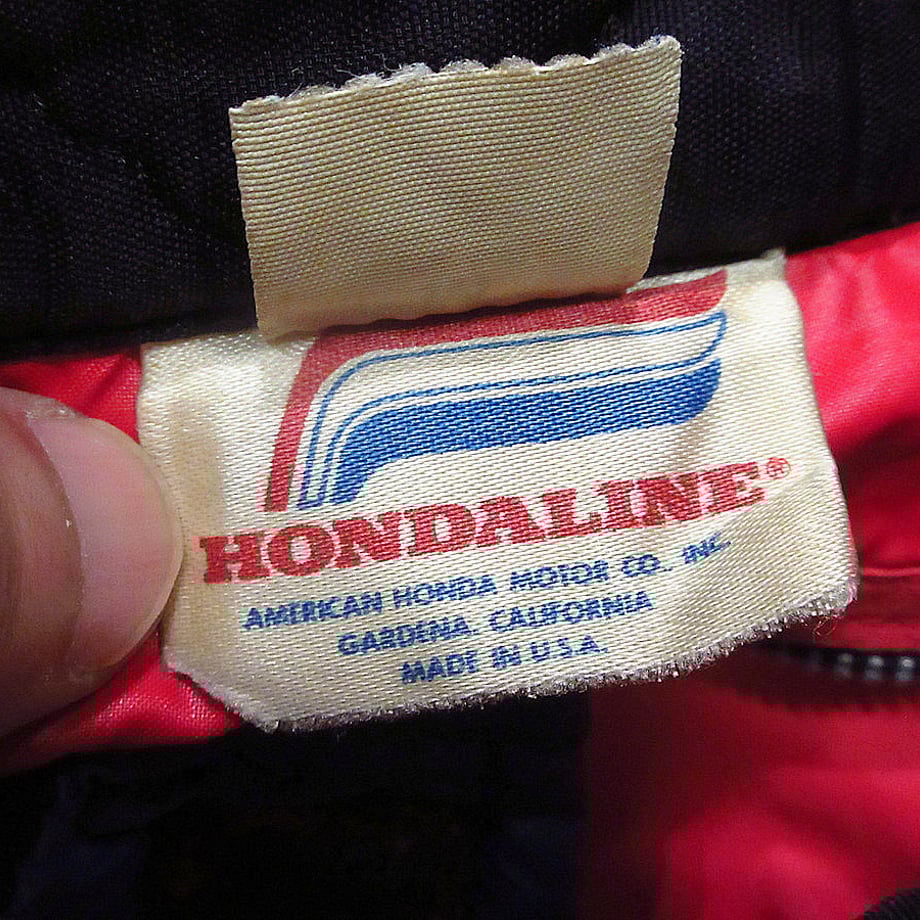 HONDALINE®
AMERICAN HONDA MOTOR CO. INC.
GARDENA, CALIFORNIA
MADE IN U.S.A.